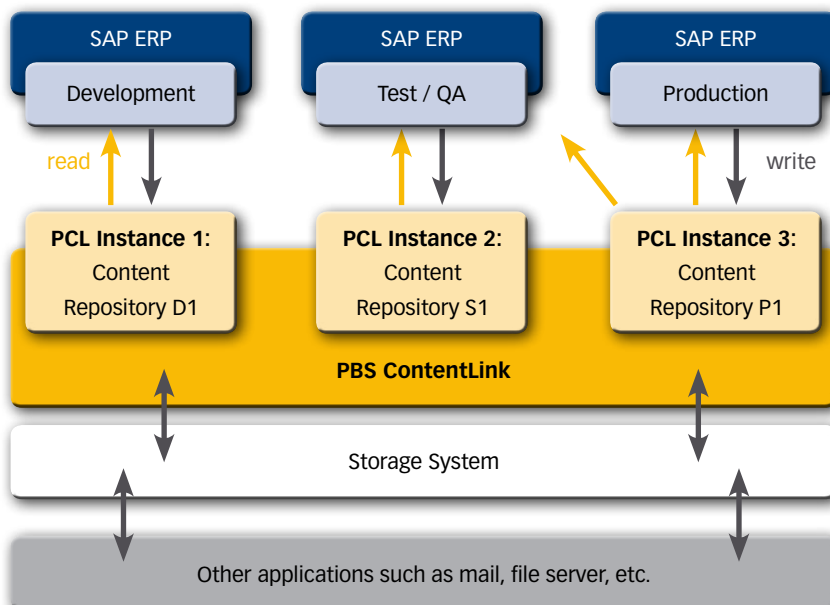 SAP ERP
SAP ERP
SAP ERP
Development
Test / QA
Production
read
write
PCL Instance 1:
Content
Repository D1
PCL Instance 2:
Content
Repository S1
PCL Instance 3:
Content
Repository P1
PBS ContentLink
Storage System
Other applications such as mail, file server, etc.